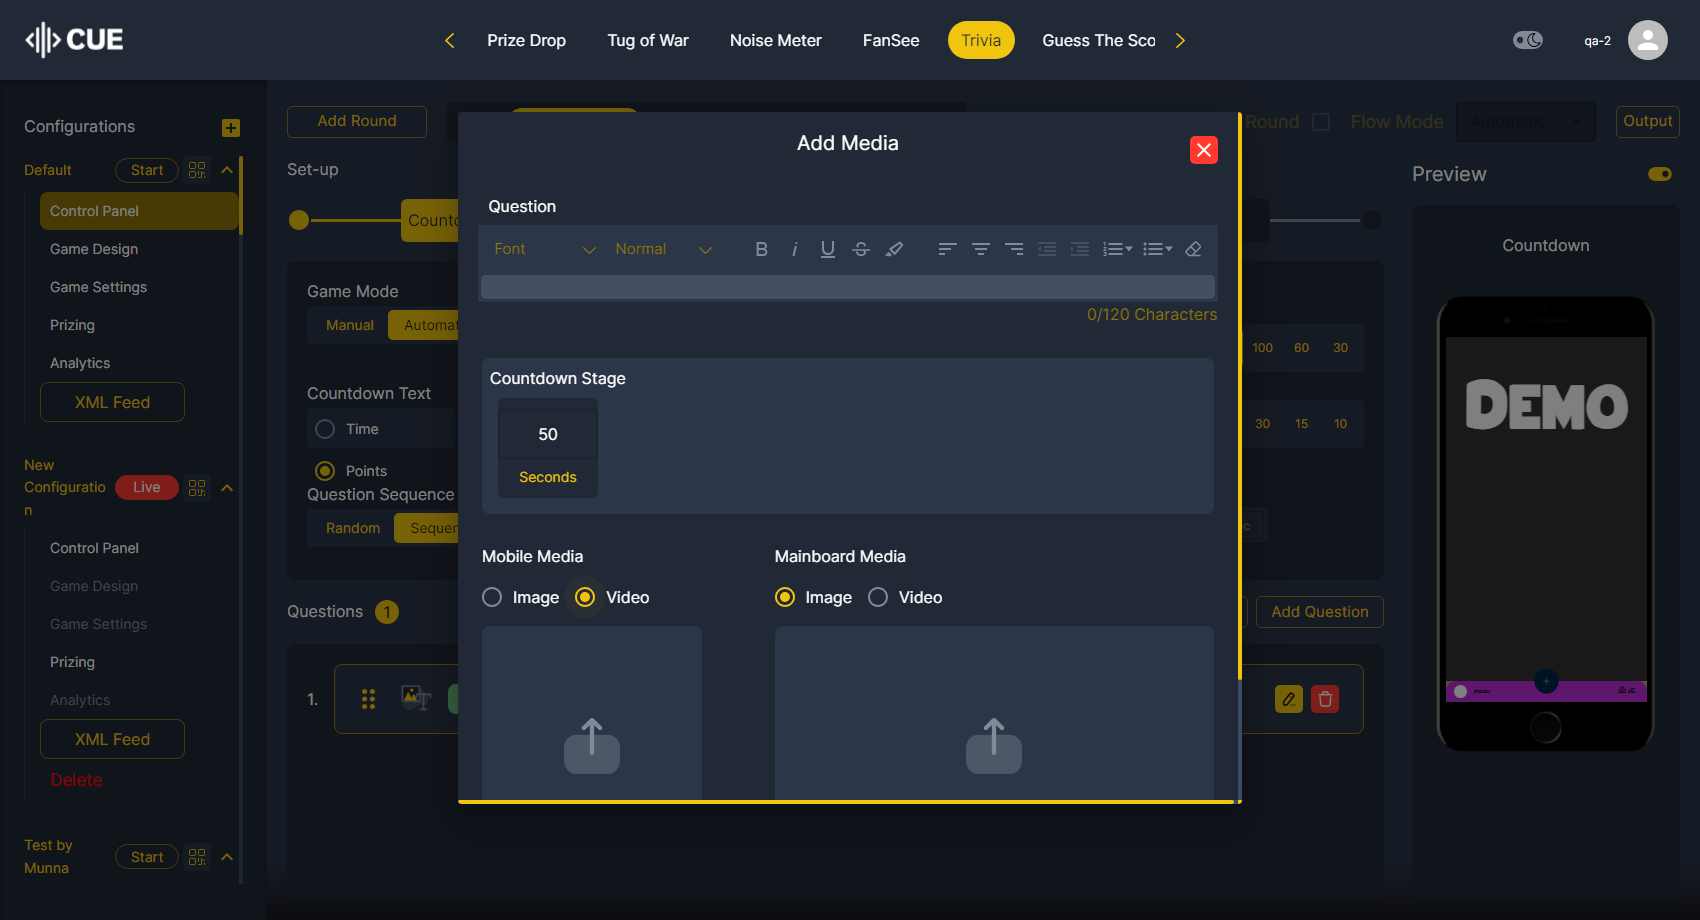 CUE
Prize Drop
Tug of War
Noise Meter
FanSee
Trivia
Guess The Sco
qa-2
Configurations
Default
Start
Control Panel
Game Design
Game Settings
Prizing
Analytics
XML Feed
New
Configuratio
n
Live
Control Panel
Game Design
Game Settings
Prizing
Analytics
XML Feed
Delete
Test by
Munna
Start
Add Round
Round
Flow Mode
Automatic
Output
Set-up
Countd
Game Mode
Manual
Automat
Countdown Text
Time
Points
Question Sequence
Random
Sequen
100 60 30
30 15 10
Questions 1
Add Question
1.
Add Media
Question
Font
Normal
B i U S
0/120 Characters
Countdown Stage
50
Seconds
Mobile Media
Image
Video
Mainboard Media
Image
Video
Preview
Countdown
DEMO